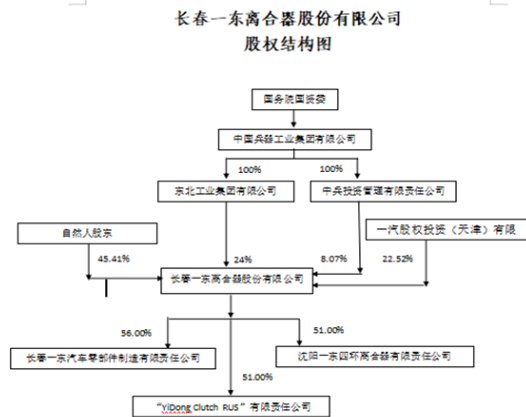 长春一东离合器股份有限公司
股权结构图
国务院国资委
中国兵器工业集团有限公司
100%
100%
东北工业集团有限公司
中兵投资管理有限责任公司
自然人股东
一汽股权投资（天津）有限
45.41%
24%
8.07%
22.52%
长春一东离合器股份有限公司
56.00%
51.00%
长春一东汽车零部件制造有限责任公司
沈阳一东四环离合器有限责任公司
51.00%
“YiDong Clutch RUS”有限责任公司